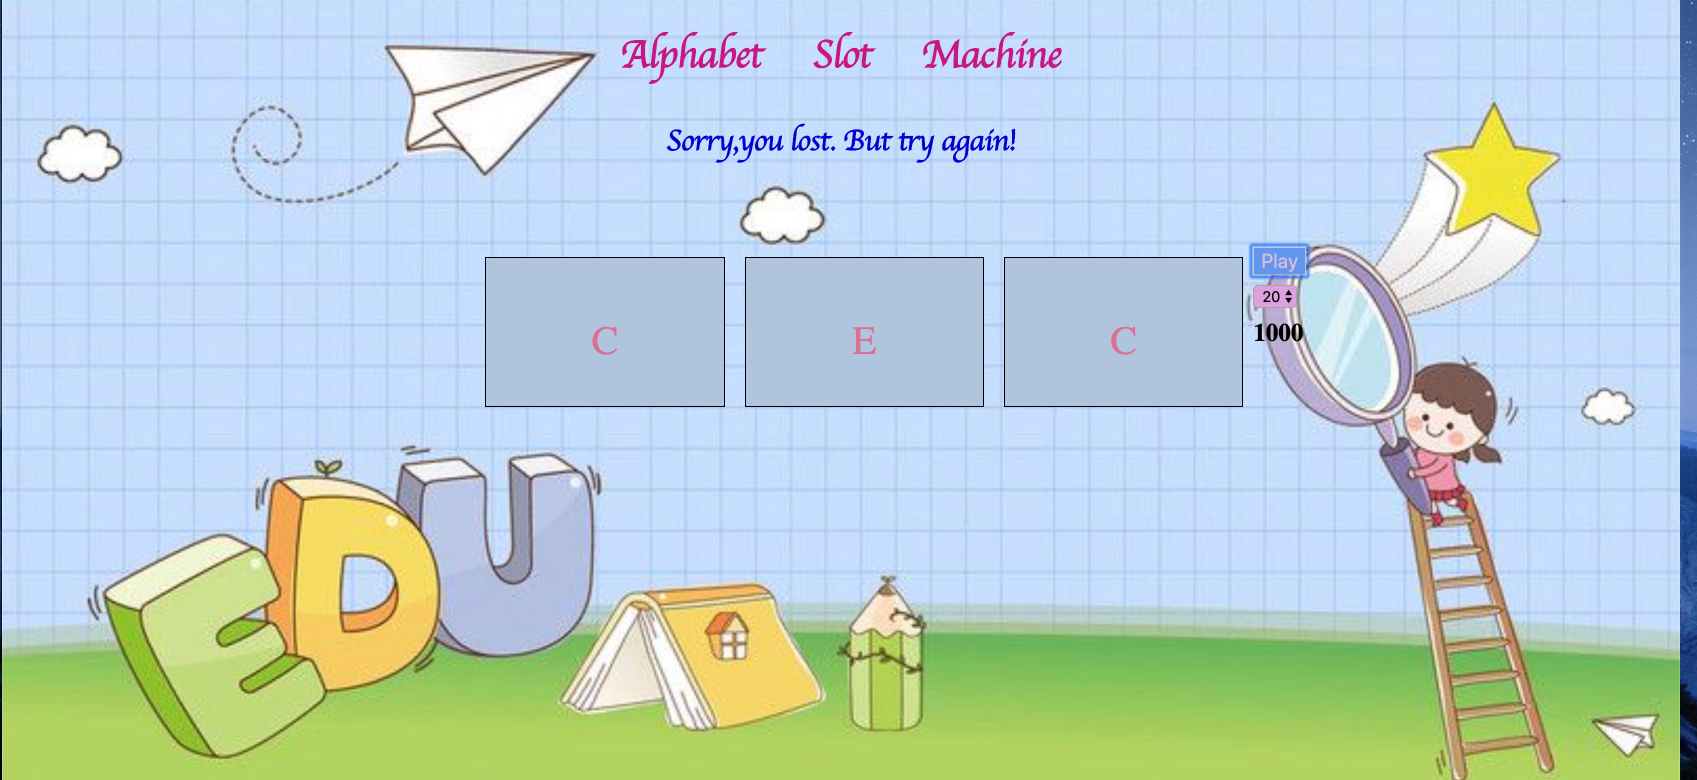 Alphabet Slot Machine
Sorry,you lost. But try again!
C E C
Play
20
1000
EDU